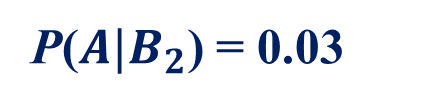 P(A|B₂) = 0.03